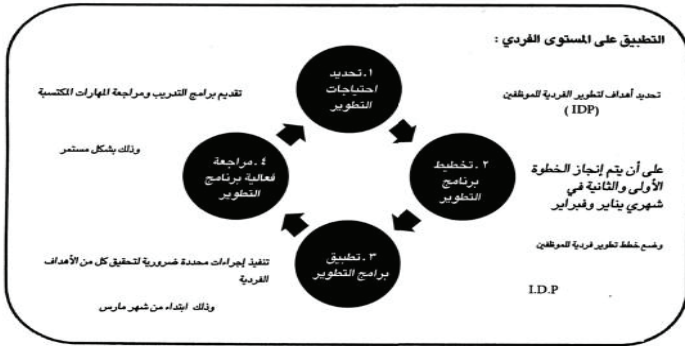 التطبيق على المستوى الفردي :
١. تحديد
احتياجات
التطوير
تحديد أهداف لتطوير الفردية للموظفين
( IDP)
تقديم برامج التدريب ومراجعة المهارات المكتسبة
وذلك بشكل مستمر
٢. تخطيط
برنامج
التطوير
٤. مراجعة
فعالية برنامج
التطوير
على أن يتم إنجاز الخطوة
الأولى والثانية في
شهري يناير وفبراير
وضع خطط تطوير فردية للموظفين
I.D.P
٣. تطبيق
برامج التطوير
تنفيذ إجراءات محددة ضرورية لتحقيق كل من الأهداف
الفردية
وذلك ابتداء من شهر مارس